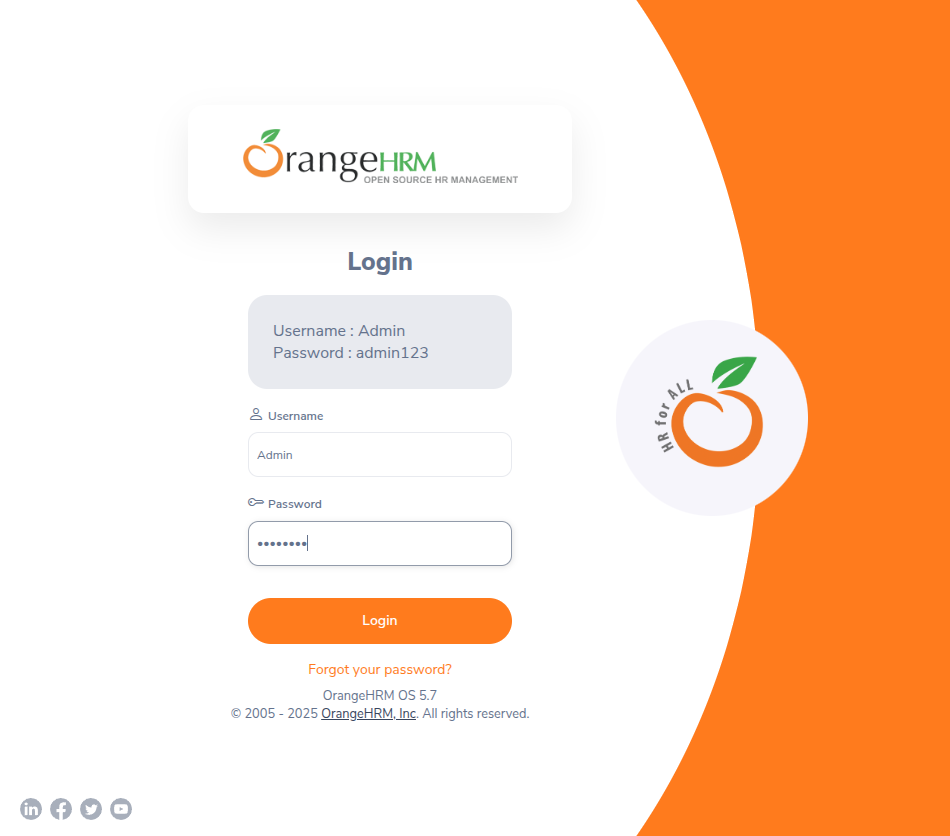 OrangeHRM
OPEN SOURCE HR MANAGEMENT
Login
Username : Admin
Password : admin123
Username
Admin
Password
••••••••
Login
Forgot your password?
OrangeHRM OS 5.7
© 2005 - 2025 OrangeHRM, Inc. All rights reserved.
HR for ALL
in